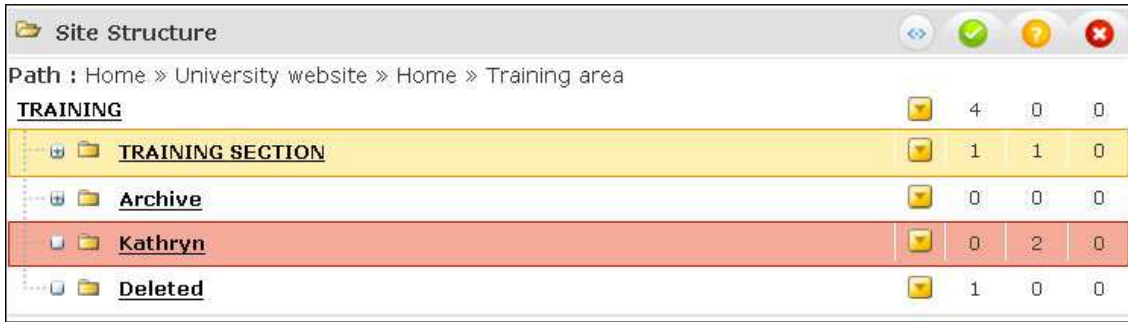 Site Structure
Path : Home » University website » Home » Training area
TRAINING 4 0 0
TRAINING SECTION 1 1 0
Archive 0 0 0
Kathryn 0 2 0
Deleted 1 0 0